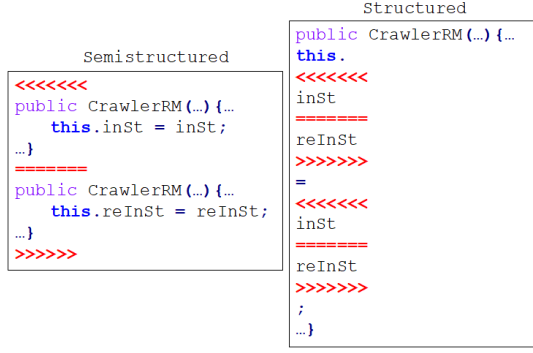 Semistructured
<<<<<<<
public CrawlerRM(…){…
this.inSt = inSt;
…}
=======
public CrawlerRM(…){…
this.reInSt = reInSt;
…}
>>>>>>
Structured
public CrawlerRM(…){…
this.
<<<<<<<
inSt
=======
reInSt
>>>>>>>
=
<<<<<<<
inSt
=======
reInSt
>>>>>>>
;
…}